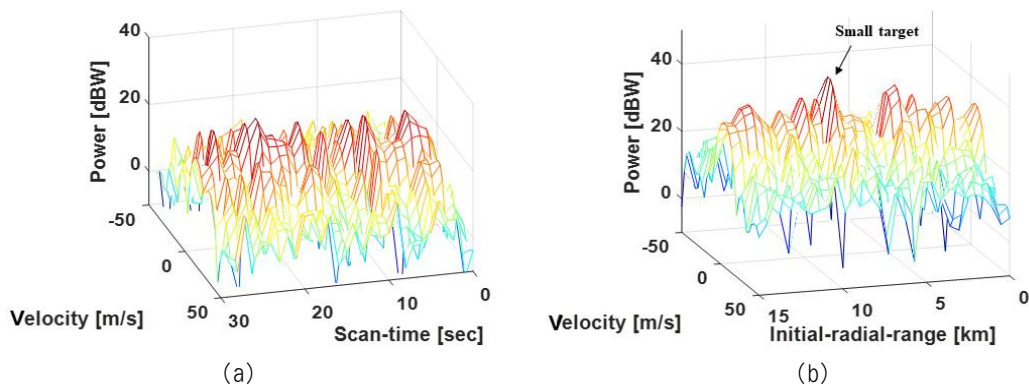 40
20
0
-50
0
50
Power [dBW]
Velocity [m/s]
30
20
10
0
Scan-time [sec]
(a)
Small target
40
20
0
-50
0
50
Power [dBW]
Velocity [m/s]
15
10
5
0
Initial-radial-range [km]
(b)